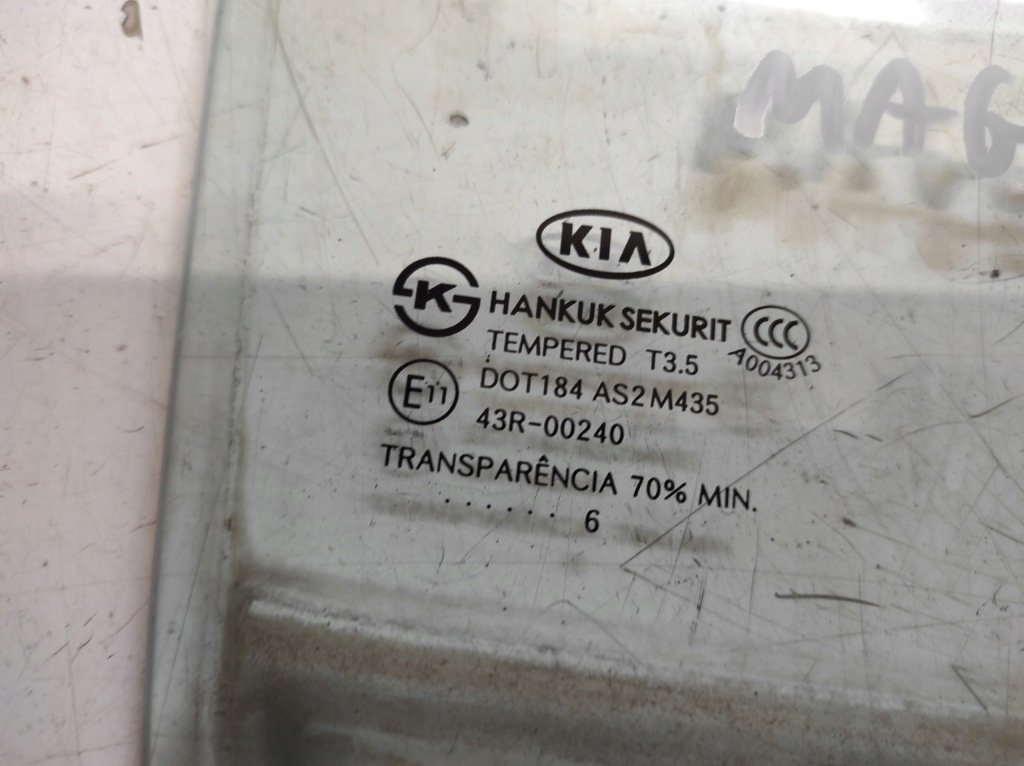 MAG
KIA
K
HANKUK SEKURIT
CCC
TEMPERED T3.5
A004313
E11
DOT184 AS2 M435
43R-00240
TRANSPARÊNCIA 70% MIN.
. . . . . . 6